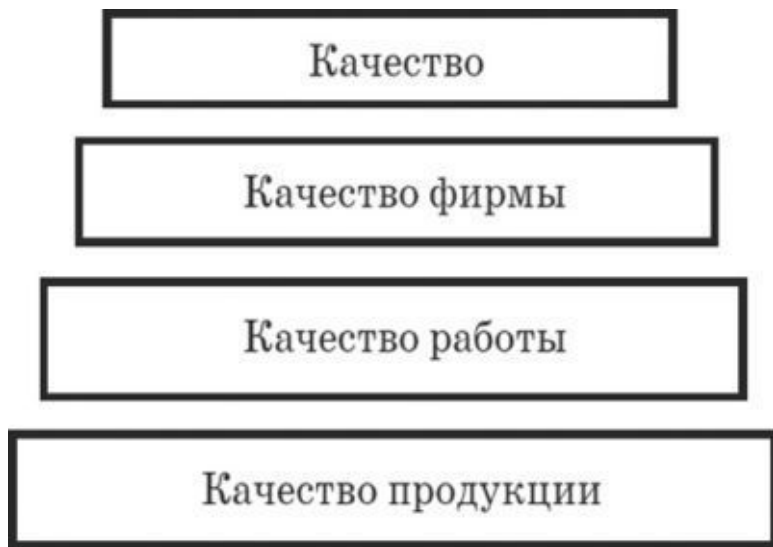 Качество
Качество фирмы
Качество работы
Качество продукции